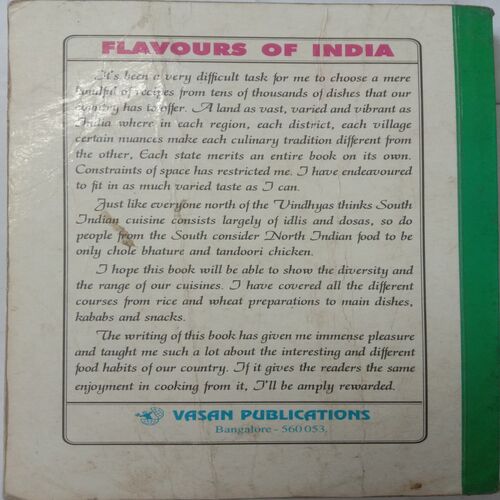 FLAVOURS OF INDIA
It's been a very difficult task for me to choose a mere
handful of recipes from tens of thousands of dishes that our
country has to offer. A land as vast, varied and vibrant as
India where in each region, each district, each village
certain nuances make each culinary tradition different from
the other, Each state merits an entire book on its own.
Constraints of space has restricted me. I have endeavoured
to fit in as much varied taste as I can.
Just like everyone north of the Vindhyas thinks South
Indian cuisine consists largely of idlis and dosas, so do
people from the South consider North Indian food to be
only chole bhature and tandoori chicken.
I hope this book will be able to show the diversity and
the range of our cuisines. I have covered all the different
courses from rice and wheat preparations to main dishes,
kababs and snacks.
The writing of this book has given me immense pleasure
and taught me such a lot about the interesting and different
food habits of our country. If it gives the readers the same
enjoyment in cooking from it, I'll be amply rewarded.
VASAN PUBLICATIONS
Bangalore - 560 053.